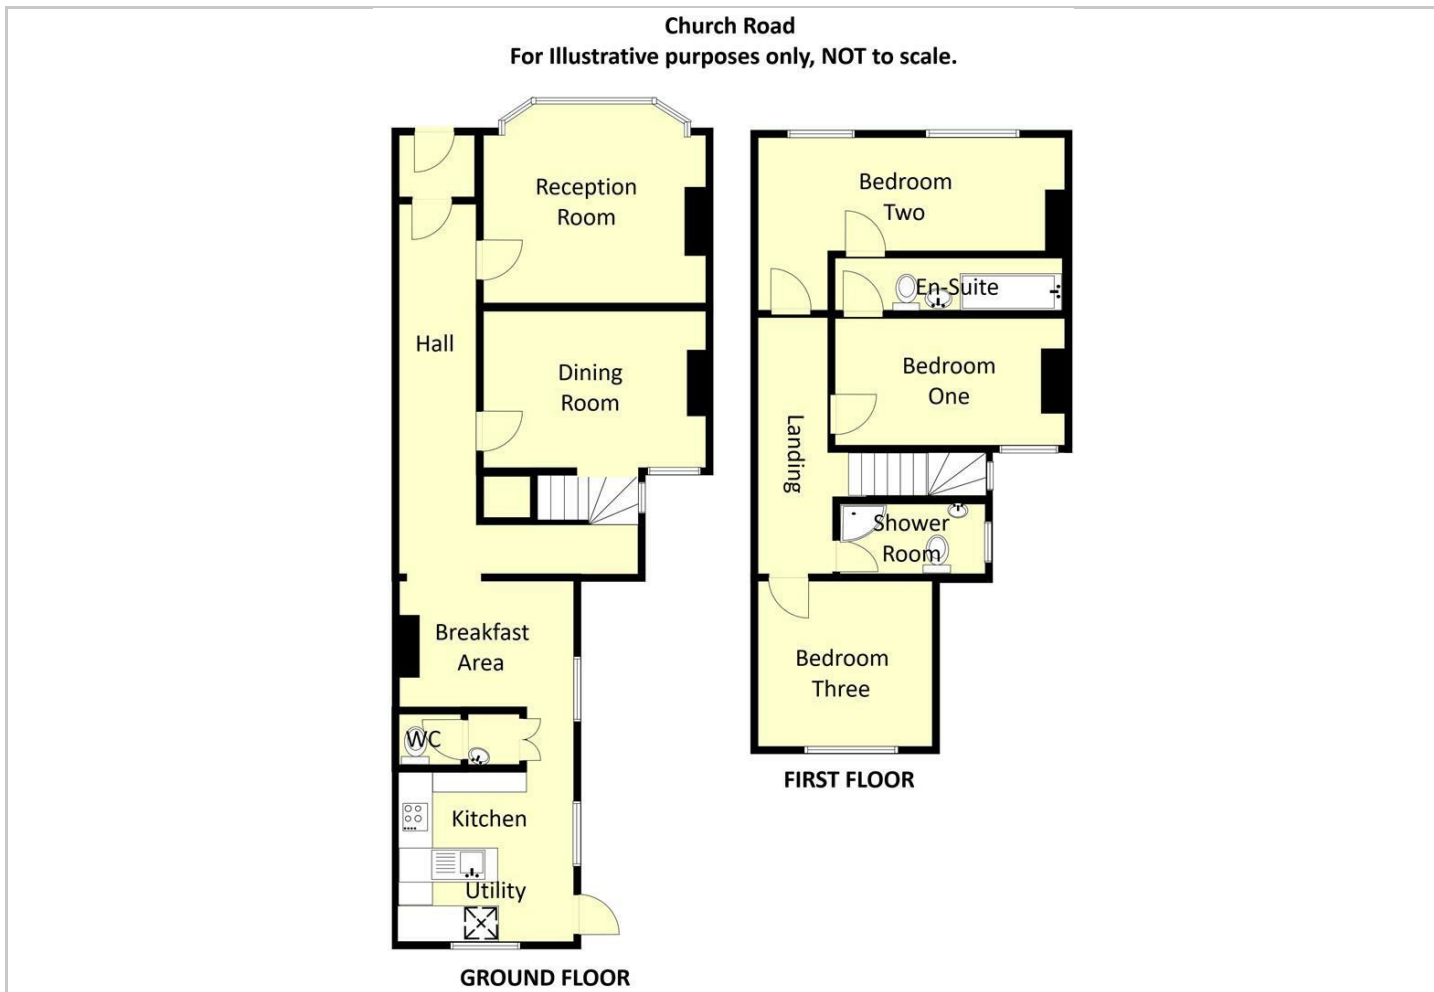 Church Road
For Illustrative purposes only, NOT to scale.
Reception
Room
Hall
Dining
Room
Breakfast
Area
WC
Kitchen
Utility
GROUND FLOOR
Bedroom
Two
En-Suite
Bedroom
One
Landing
Shower
Room
Bedroom
Three
FIRST FLOOR